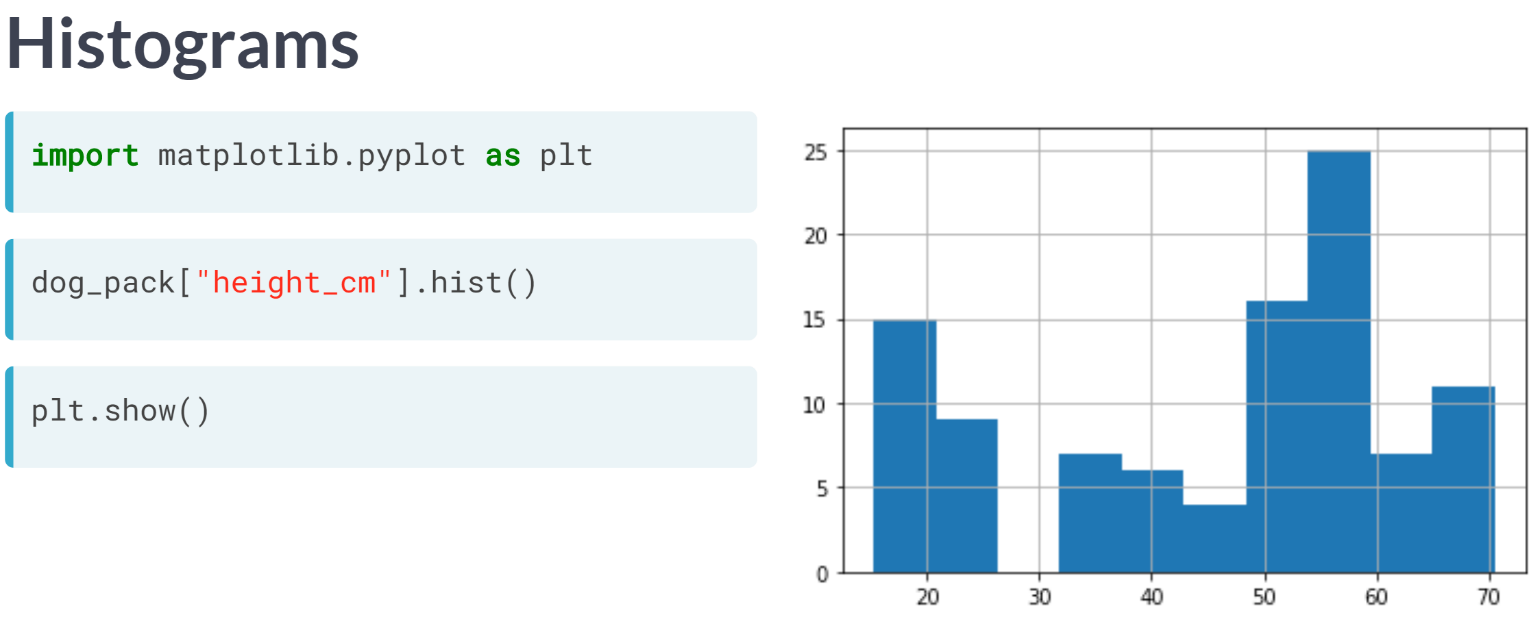 Histograms
import matplotlib.pyplot as plt
dog_pack["height_cm"].hist()
plt.show()
25
20
15
10
5
0
20 30 40 50 60 70